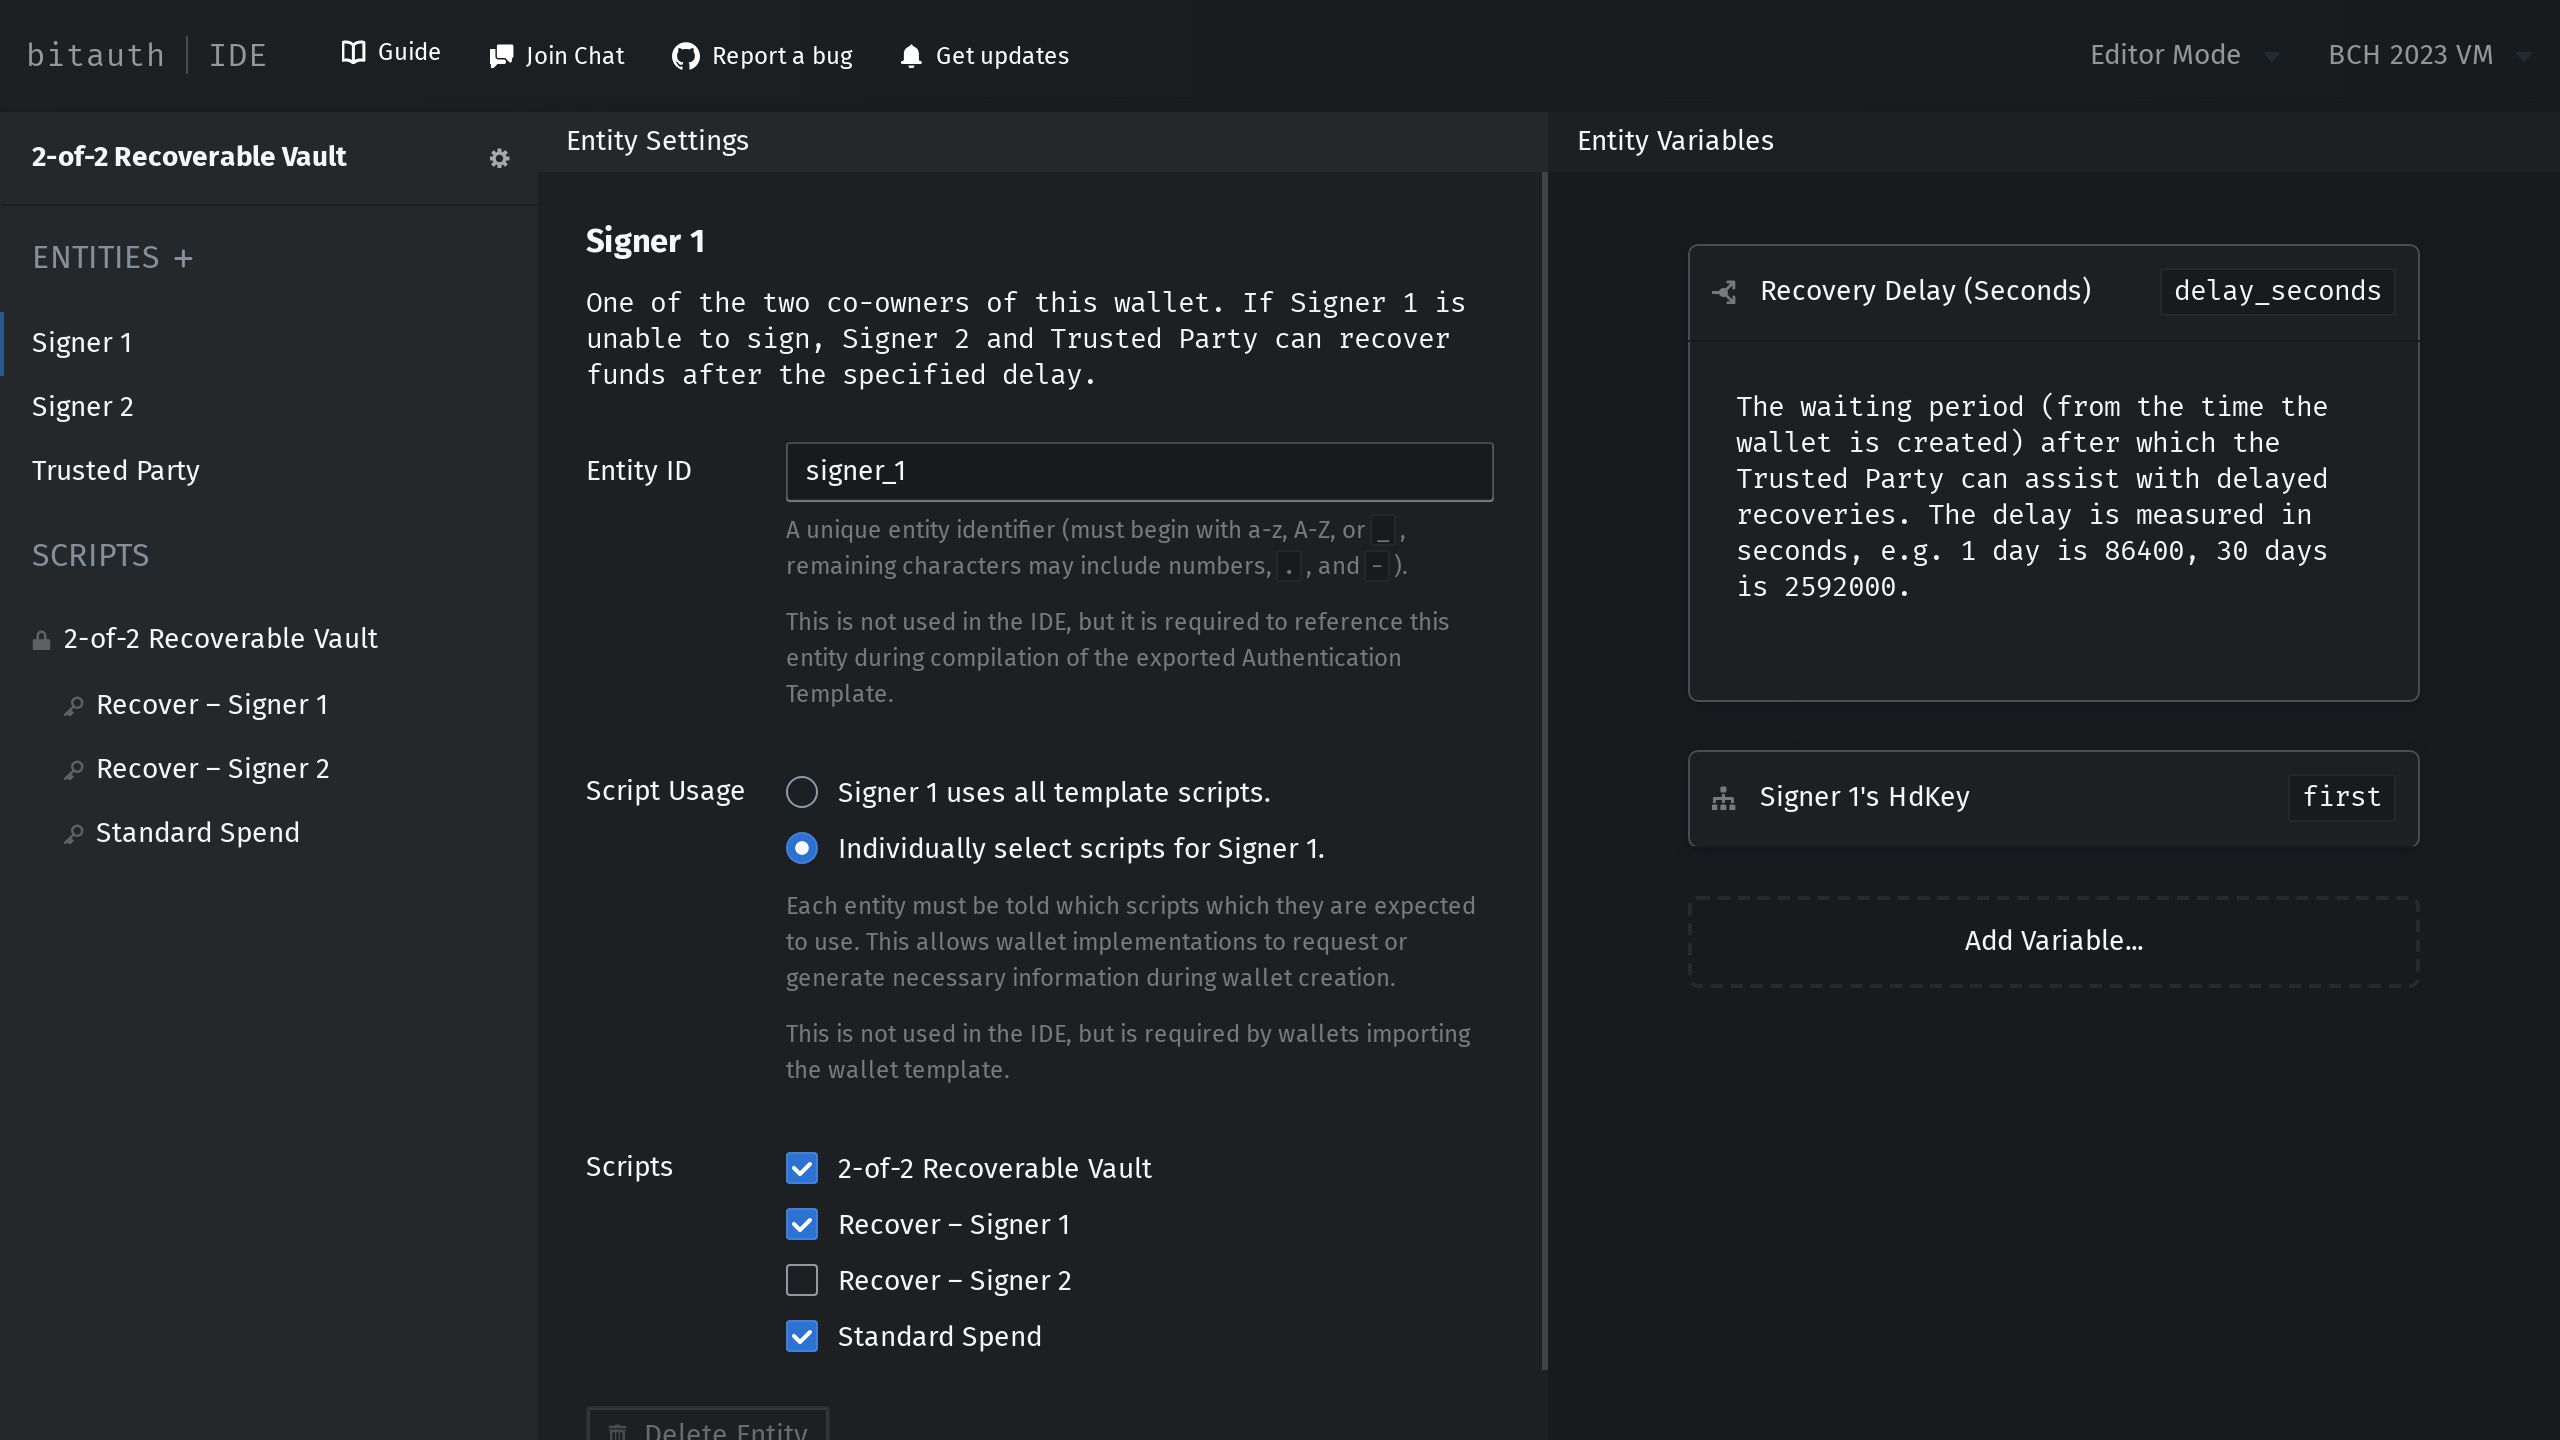 bitauth | IDE
Guide
Join Chat
Report a bug
Get updates
Editor Mode
BCH 2023 VM
2-of-2 Recoverable Vault
ENTITIES +
Signer 1
Signer 2
Trusted Party
SCRIPTS
2-of-2 Recoverable Vault
Recover – Signer 1
Recover – Signer 2
Standard Spend
Entity Settings
Signer 1
One of the two co-owners of this wallet. If Signer 1 is
unable to sign, Signer 2 and Trusted Party can recover
funds after the specified delay.
Entity ID
signer_1
A unique entity identifier (must begin with a-z, A-Z, or _ ,
remaining characters may include numbers, . , and - ).
This is not used in the IDE, but it is required to reference this
entity during compilation of the exported Authentication
Template.
Script Usage
Signer 1 uses all template scripts.
Individually select scripts for Signer 1.
Each entity must be told which scripts which they are expected
to use. This allows wallet implementations to request or
generate necessary information during wallet creation.
This is not used in the IDE, but is required by wallets importing
the wallet template.
Scripts
2-of-2 Recoverable Vault
Recover – Signer 1
Recover – Signer 2
Standard Spend
Delete Entity
Entity Variables
Recovery Delay (Seconds)
delay_seconds
The waiting period (from the time the
wallet is created) after which the
Trusted Party can assist with delayed
recoveries. The delay is measured in
seconds, e.g. 1 day is 86400, 30 days
is 2592000.
Signer 1's HdKey
first
Add Variable...